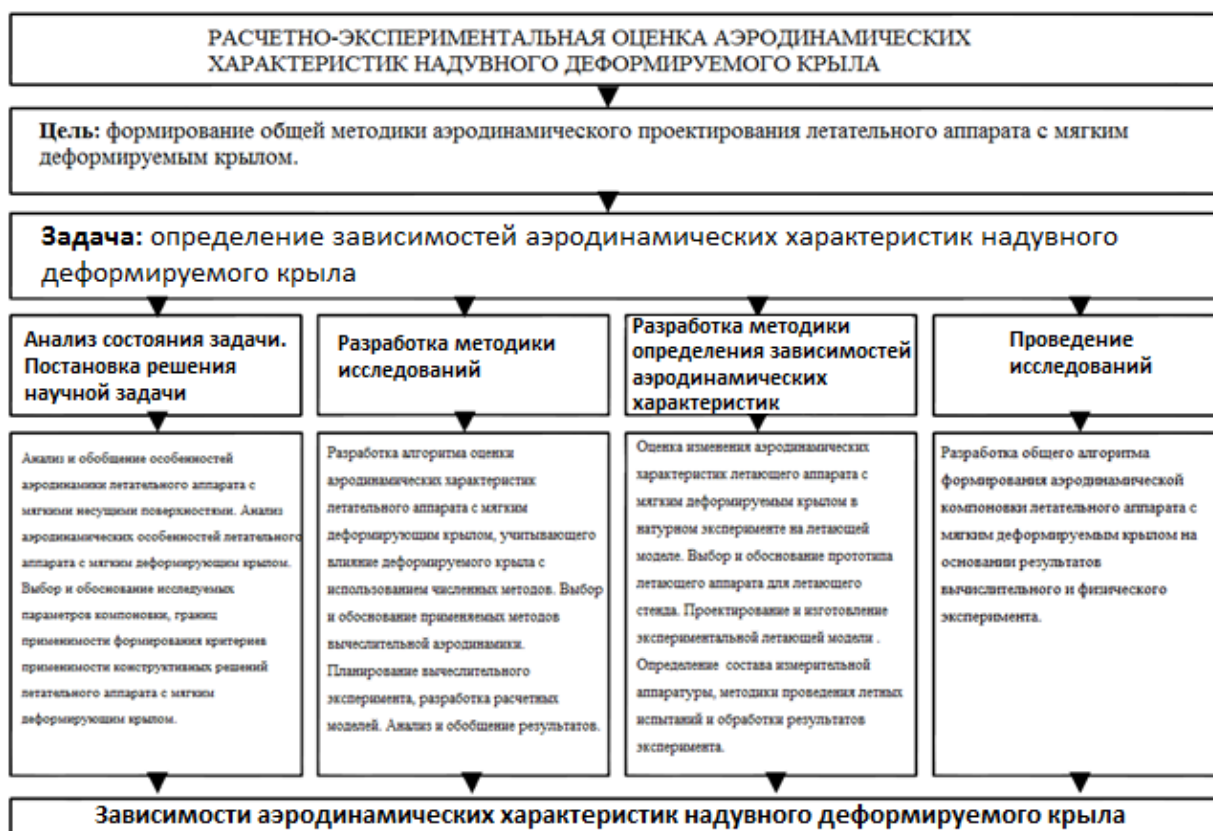 РАСЧЕТНО-ЭКСПЕРИМЕНТАЛЬНАЯ ОЦЕНКА АЭРОДИНАМИЧЕСКИХ
ХАРАКТЕРИСТИК НАДУВНОГО ДЕФОРМИРУЕМОГО КРЫЛА
Цель: формирование общей методики аэродинамического проектирования летательного аппарата с мягким
деформируемым крылом.
Задача: определение зависимостей аэродинамических характеристик надувного
деформируемого крыла
Анализ состояния задачи.
Постановка решения
научной задачи
Разработка методики
исследований
Разработка методики
определения зависимостей
аэродинамических
характеристик
Проведение
исследований
Анализ и обобщение особенностей
аэродинамики летательного аппарата с
мягкими несущими поверхностями. Анализ
аэродинамических особенностей летательного
аппарата с мягким деформирующим крылом.
Выбор и обоснование исследуемых
параметров компоновки, границ
применимости формирования критериев
применимости конструктивных решений
летательного аппарата с мягким
деформирующим крылом.
Разработка алгоритма оценки
аэродинамических характеристик
летательного аппарата с мягким
деформирующим крылом, учитывающего
влияние деформируемого крыла с
использованием численных методов. Выбор
и обоснование применяемых методов
вычеслительной аэродинамики.
Планирование вычеслительного
эксперимента, разработка расчетных
моделей. Анализ и обобщение результатов.
Оценка изменения аэродинамических
характеристик летающего аппарата с
мягким деформируемым крылом в
натурном эксперименте на летающей
моделе. Выбор и обоснование прототипа
летающего аппарата для летающего
стенда. Проектирование и изготовление
экспериментальной летающей модели .
Определение состава измерительной
аппаратуры, методики проведения летных
испытаний и обработки результатов
эксперимента.
Разработка общего алгоритма
формирования аэродинамической
компоновки летательного аппарата с
мягким деформируемым крылом на
основании результатов
вычислительного и физического
эксперимента.
Зависимости аэродинамических характеристик надувного деформируемого крыла